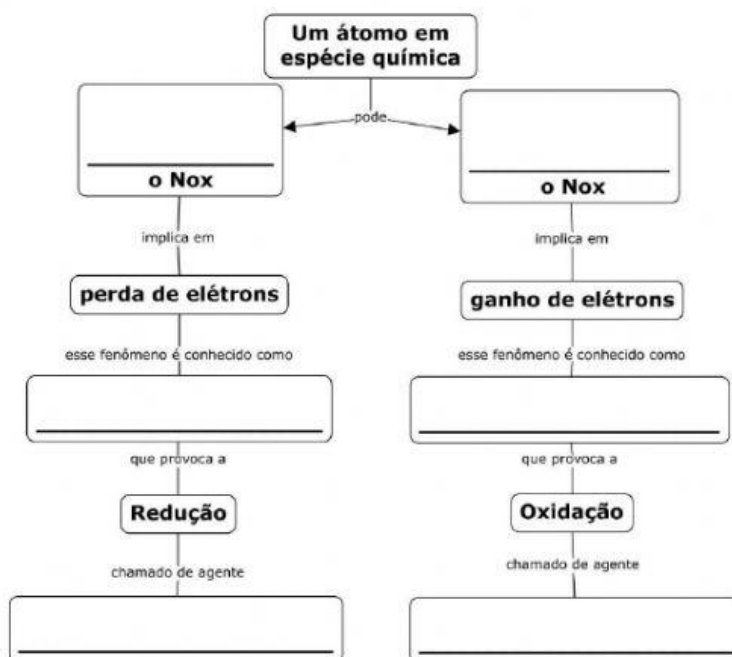 Um átomo em
espécie química
pode
o Nox
o Nox
implica em
implica em
perda de elétrons
ganho de elétrons
esse fenômeno é conhecido como
esse fenômeno é conhecido como
que provoca a
que provoca a
Redução
Oxidação
chamado de agente
chamado de agente